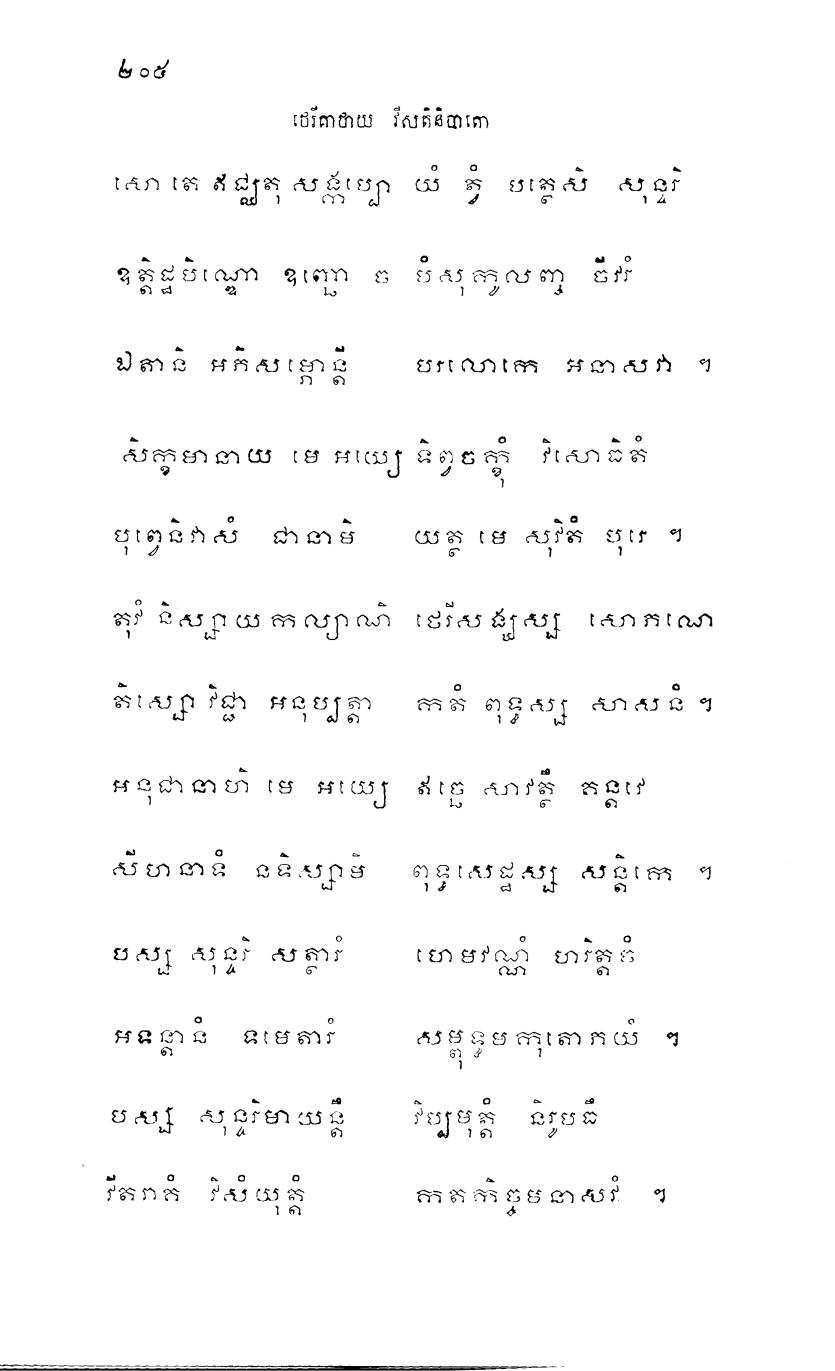 ២០៥
ថេរីគាថាយ វីសតិនិបាតោ
សោ តេ ឥជ្ឈតុ សង្កប្បោ យំ ត្វំ បត្ថេសិ សុន្ទរិ
ឧត្តិដ្ឋបិណ្ឌោ ឧញ្ឆោ ច បំសុកូលញ្ច ចីវរំ
ឯតានិ អភិសម្ភោន្តី បរលោកេ អនាសវា ។
សិក្ខមានាយ មេ អយ្យេ ទិព្វចក្ខុំ វិសោធិតំ
បុព្វេនិវាសំ ជានាមិ យត្ថ មេ សុវិតំ បុរេ ។
តុវំ និស្សាយ កល្យាណិ ថេរីសង្ឃស្ស សោភណេ
តិស្សោ វិជ្ជា អនុប្បត្តា កតំ ពុទ្ធស្ស សាសនំ ។
អនុជានាហិ មេ អយ្យេ ឥច្ឆេ សាវត្ថឹ គន្តវេ
សីហនាទំ នទិស្សាមិ ពុទ្ធសេដ្ឋស្ស សន្តិកេ ។
បស្ស សុន្ទរិ សត្ថារំ ហេមវណ្ណំ ហរិត្តចំ
អទន្តានំ ទមេតារំ សម្ពុទ្ធមកុតោភយំ ។
បស្ស សុន្ទរិមាយន្តឹ វិប្បមុត្តំ និរូបធឹ
វីតរាគំ វិសំយុត្តំ កតកិច្ចមនាសវំ ។